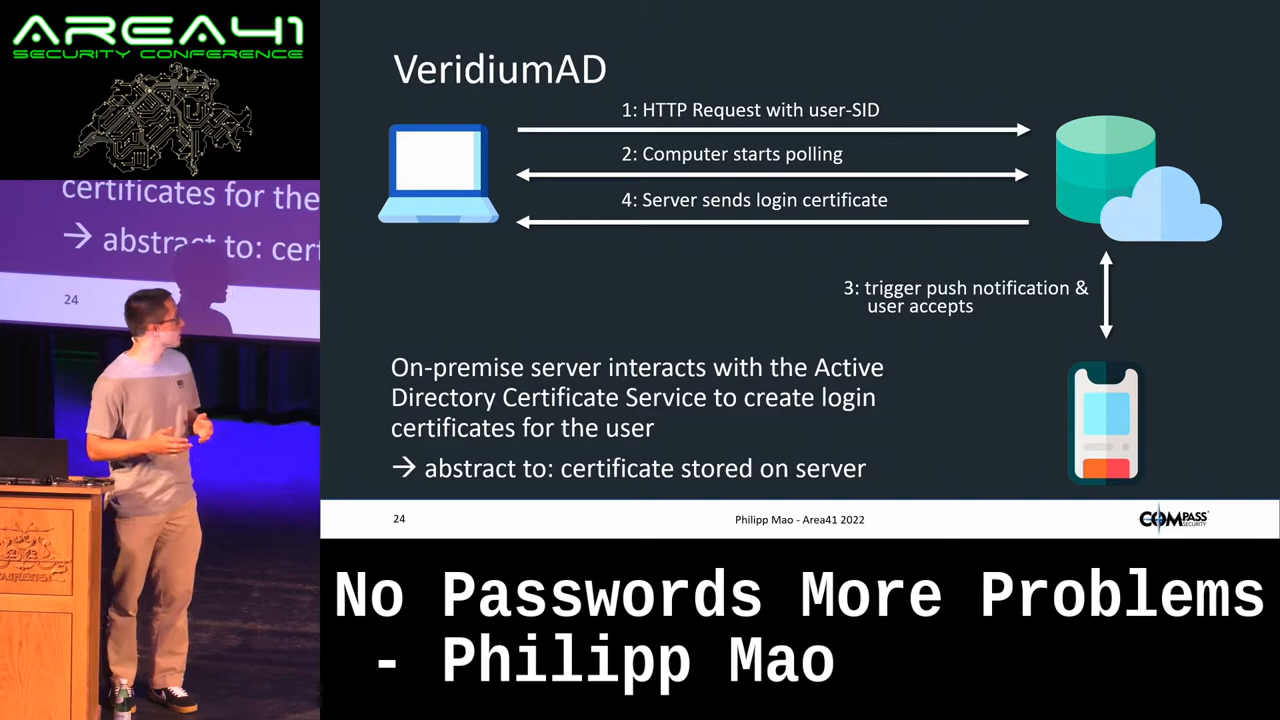 AREA41
SECURITY CONFERENCE
certificates for the
→ abstract to: cert
24
VeridiumAD
1: HTTP Request with user-SID
2: Computer starts polling
4: Server sends login certificate
3: trigger push notification &
user accepts
On-premise server interacts with the Active
Directory Certificate Service to create login
certificates for the user
→ abstract to: certificate stored on server
24
Philipp Mao - Area41 2022
COMPASS
SECURITY
No Passwords More Problems
- Philipp Mao